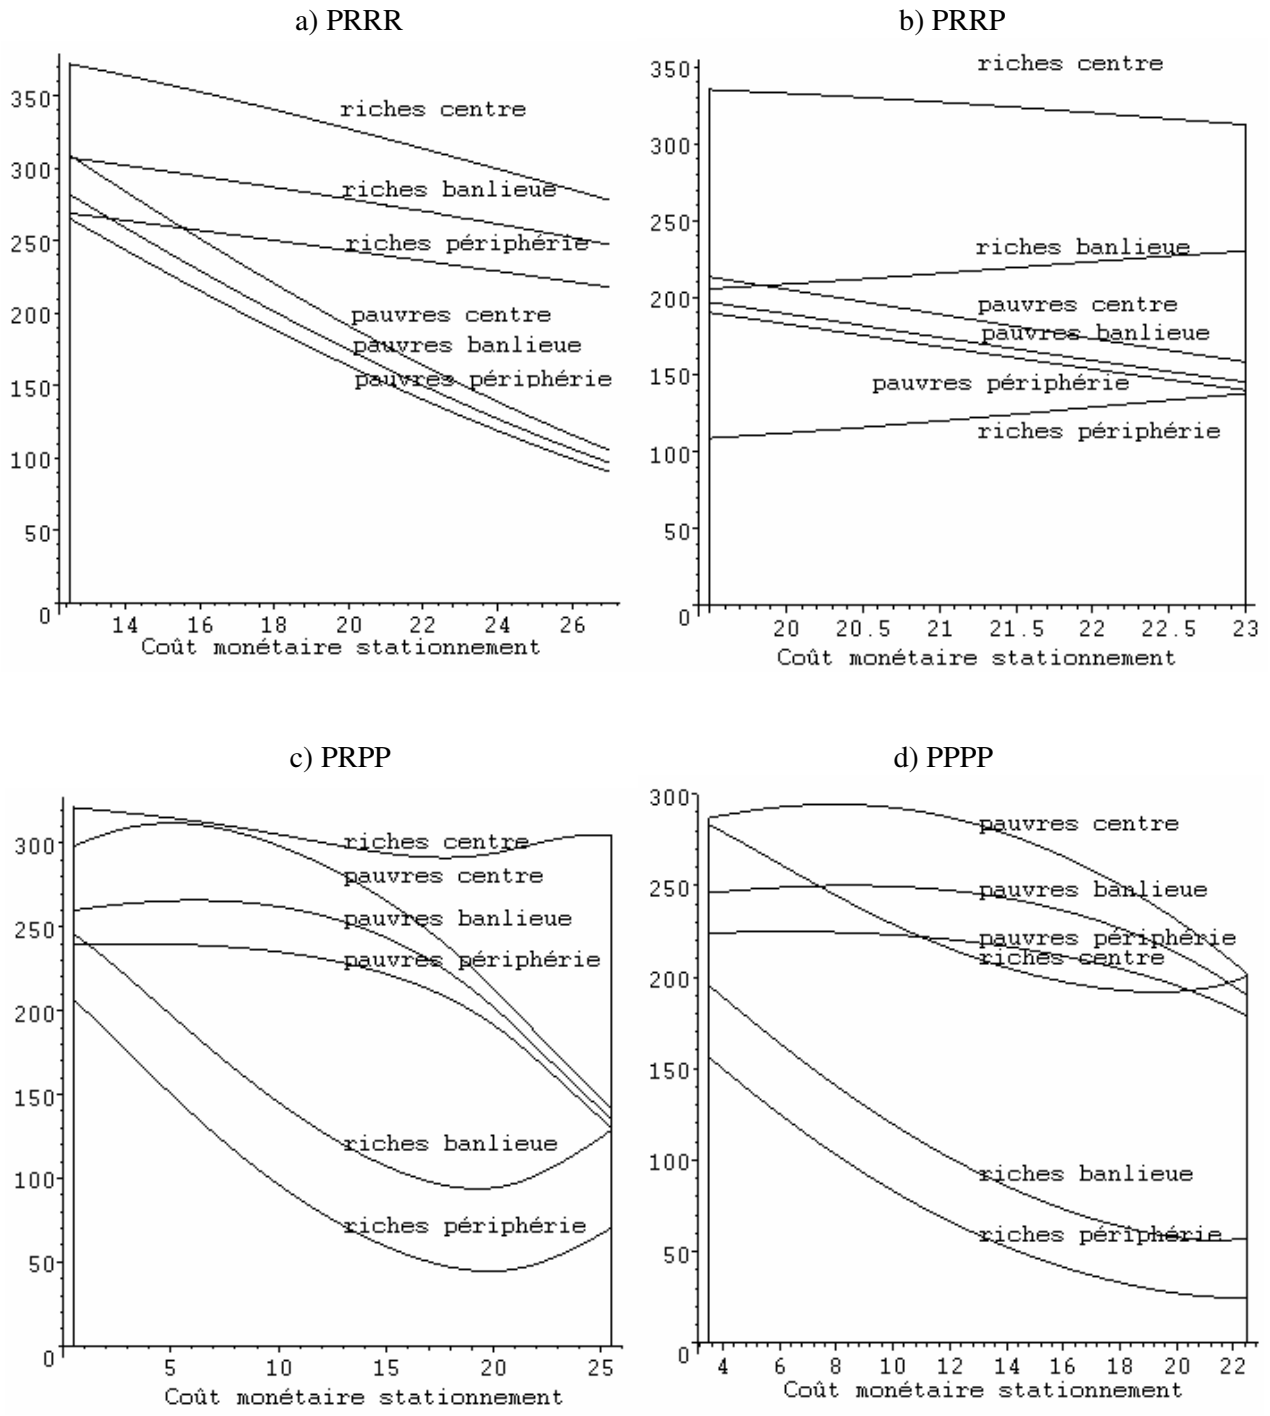 a) PRRR
riches centre
riches banlieue
riches périphérie
pauvres centre
pauvres banlieue
pauvres périphérie
350
300
250
200
150
100
50
0
14 16 18 20 22 24 26
Coût monétaire stationnement
b) PRRP
riches centre
riches banlieue
pauvres centre
pauvres banlieue
pauvres périphérie
riches périphérie
350
300
250
200
150
100
50
0
20 20.5 21 21.5 22 22.5 23
Coût monétaire stationnement
c) PRPP
riches centre
pauvres centre
pauvres banlieue
pauvres périphérie
riches banlieue
riches périphérie
300
250
200
150
100
50
0
5 10 15 20 25
Coût monétaire stationnement
d) PPPP
pauvres centre
pauvres banlieue
pauvres périphérie
riches centre
riches banlieue
riches périphérie
300
250
200
150
100
50
0
4 6 8 10 12 14 16 18 20 22
Coût monétaire stationnement